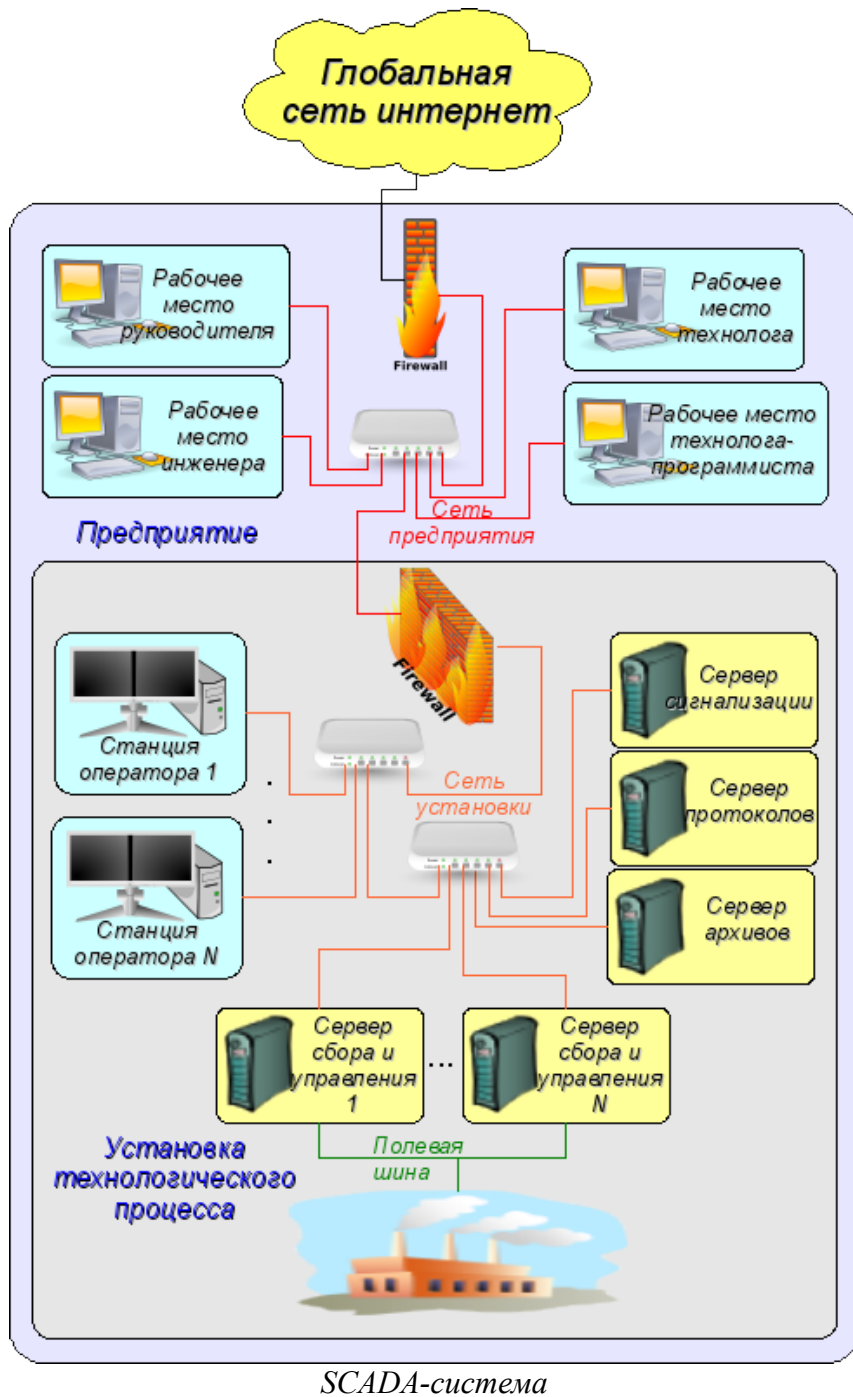 Глобальная
сеть интернет
Рабочее
место
руководителя
Рабочее
место
технолога
Firewall
Рабочее
место
инженера
Рабочее место
технолога-
программиста
Сеть
предприятия
Предприятие
Firewall
Станция
оператора 1
Сервер
сигнализации
Сеть
установки
Сервер
протоколов
.
.
.
Станция
оператора N
Сервер
архивов
Сервер
сбора и
управления
1
...
Сервер
сбора и
управления
N
Полевая
шина
Установка
технологического
процесса
SCADA-система